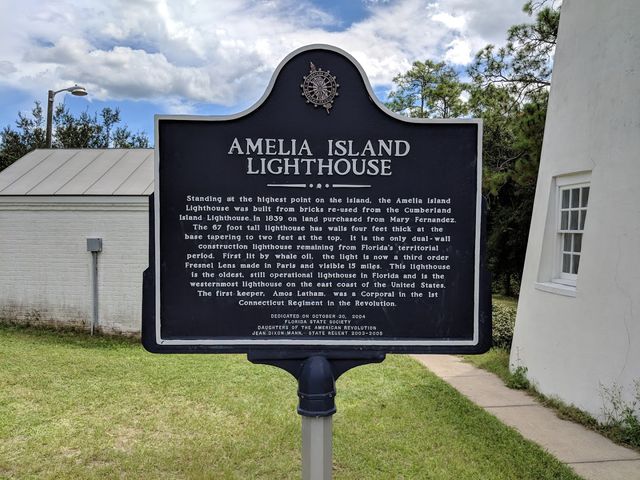 AMELIA ISLAND
LIGHTHOUSE
Standing at the highest point on the island, the Amelia Island
Lighthouse was built from bricks re-used from the Cumberland
Island Lighthouse, in 1839 on land purchased from Mary Fernandez.
The 67 foot tall lighthouse has walls four feet thick at the
base tapering to two feet at the top. It is the only dual-wall
construction lighthouse remaining from Florida's territorial
period. First lit by whale oil, the light is now a third order
Fresnel Lens made in Paris and visible 15 miles. This lighthouse
is the oldest, still operational lighthouse in Florida and is the
westernmost lighthouse on the east coast of the United States.
The first keeper, Amos Latham, was a Corporal in the 1st
Connecticut Regiment in the Revolution.
DEDICATED ON OCTOBER 20, 2004
FLORIDA STATE SOCIETY
DAUGHTERS OF THE AMERICAN REVOLUTION
JEAN DIXON-MANN, STATE REGENT 2003-2005